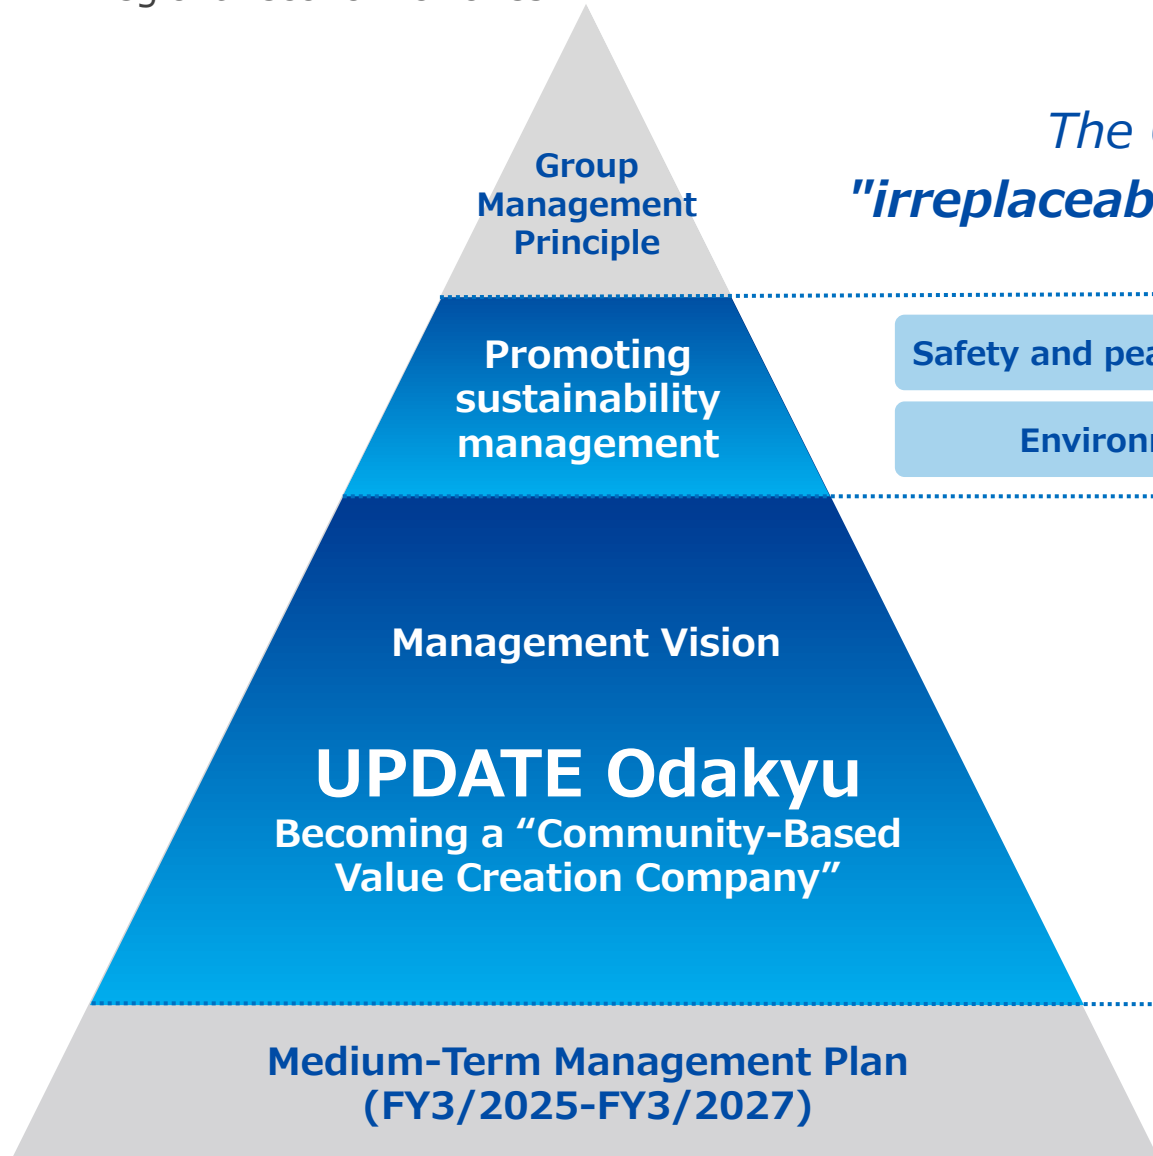 Group
Management
Principle
The
"irreplaceab
Promoting
sustainability
management
Safety and pea
Environ
Management Vision
UPDATE Odakyu
Becoming a “Community-Based
Value Creation Company”
Medium-Term Management Plan
(FY3/2025-FY3/2027)